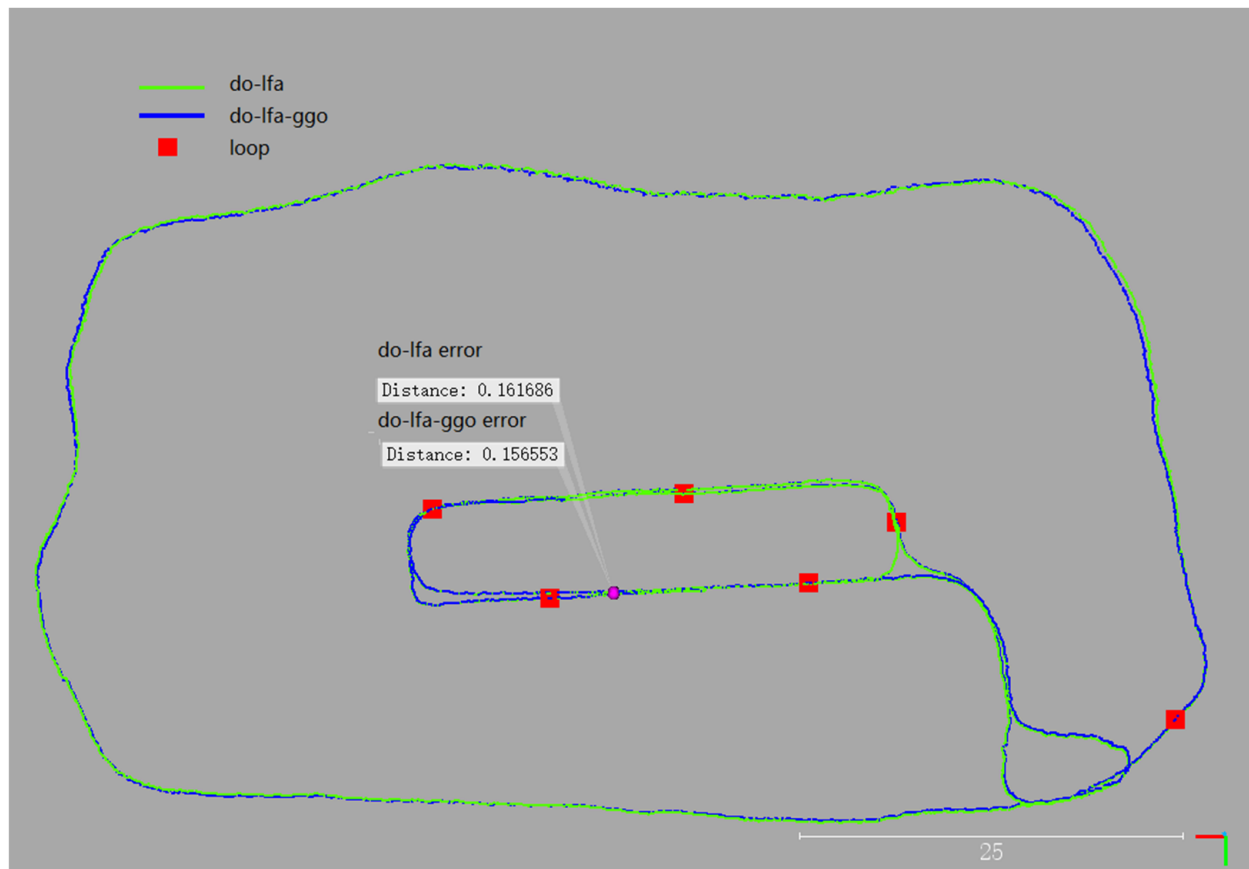 do-lfa
do-lfa-ggo
loop
do-lfa error
Distance: 0.161686
do-lfa-ggo error
Distance: 0.156553
25